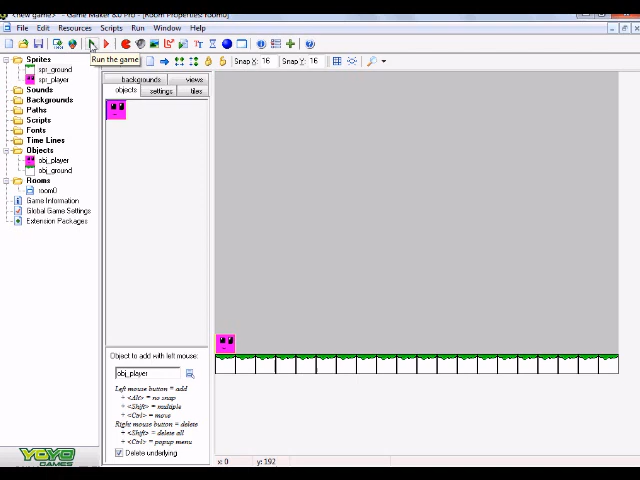 <new game> - Game Maker 8.0 Pro - [Room Properties: room0]
File Edit Resources Scripts Run Window Help
Run the game
Snap X: 16 Snap Y: 16
Sprites
spr_ground
spr_player
Sounds
Backgrounds
Paths
Scripts
Fonts
Time Lines
Objects
obj_player
obj_ground
Rooms
room0
Game Information
Global Game Settings
Extension Packages
backgrounds views
objects settings tiles
Object to add with left mouse:
obj_player
Left mouse button = add
+ <Alt> = no snap
+ <Shift> = multiple
+ <Ctrl> = move
Right mouse button = delete
+ <Shift> = delete all
+ <Ctrl> = popup menu
Delete underlying
YOYO
GAMES
x: 0 y: 192